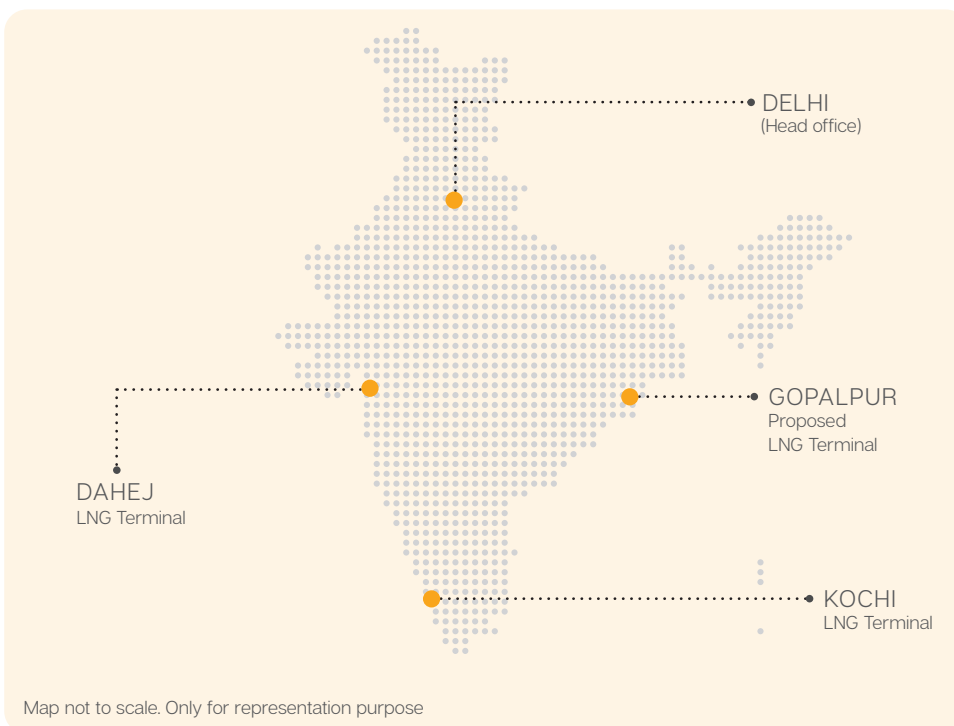 DELHI
(Head office)
GOPALPUR
Proposed
LNG Terminal
DAHEJ
LNG Terminal
KOCHI
LNG Terminal
Map not to scale. Only for representation purpose